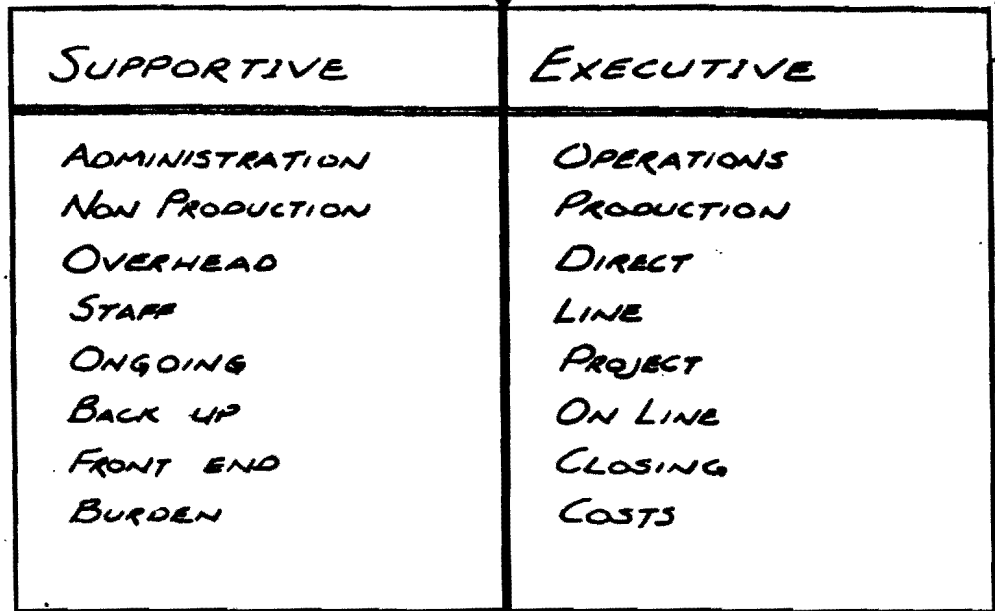 SUPPORTIVE EXECUTIVE
ADMINISTRATION OPERATIONS
NON PRODUCTION PRODUCTION
OVERHEAD DIRECT
STAFF LINE
ONGOING PROJECT
BACK UP ON LINE
FRONT END CLOSING
BURDEN COSTS